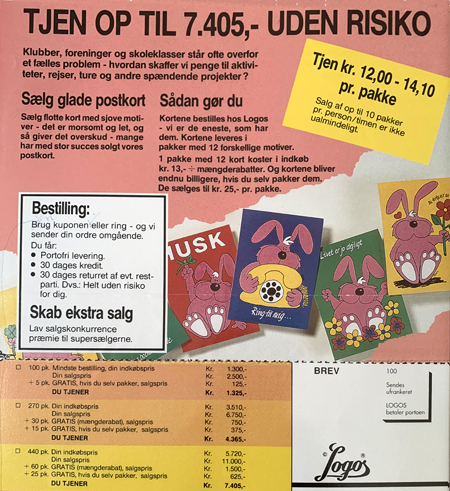 TJEN OP TIL 7.405,- UDEN RISIKO
Klubber, foreninger og skoleklasser står ofte overfor
et fælles problem - hvordan skaffer vi penge til aktivi-
teter, rejser, ture og andre spændende projekter ?
Tjen kr. 12,00 - 14,10
pr. pakke
Salg af op til 10 pakker
pr. person/timen er ikke
ualmindeligt.
Sælg glade postkort
Sælg flotte kort med sjove moti-
ver - det er morsomt og let, og
så giver det overskud - mange
har med stor succes solgt vores
postkort.
Sådan gør du
Kortene bestilles hos Logos
- vi er de eneste, som har
dem. Kortene leveres i
pakker med 12 forskellige motiver.
1 pakke med 12 kort koster i indkøb
kr. 13,- ÷ mængderabatter. Og kortene bliver
endnu billigere, hvis du selv pakker dem.
De sælges til kr. 25,- pr. pakke.
Bestilling:
Brug kuponen eller ring - og vi
sender din ordre omgående.
Du får:
• Portofri levering.
• 30 dages kredit.
• 30 dages returret af evt. rest-
parti. Dvs.: Helt uden risiko
for dig.
Skab ekstra salg
Lav salgskonkurrence
præmie til supersælgerne.
HUSK
Ring til mig...
Livet er dejligt
100 pk. Mindste bestilling, din indkøbspris Kr. 1.300,-
Din salgspris Kr. 2.500,-
+ 5 pk. GRATIS, hvis du selv pakker, salgspris Kr. 125,-
DU TJENER Kr. 1.325,-
270 pk. Din indkøbspris Kr. 3.510,-
Din salgspris Kr. 6.750,-
+ 30 pk. GRATIS (mængderabat), salgspris Kr. 750,-
+ 15 pk. GRATIS, hvis du selv pakker, salgspris Kr. 375,-
DU TJENER Kr. 4.365,-
440 pk. Din indkøbspris Kr. 5.720,-
Din salgspris Kr. 11.000,-
+ 60 pk. GRATIS (mængderabat), salgspris Kr. 1.500,-
+ 25 pk. GRATIS, hvis du selv pakker, salgspris Kr. 625,-
DU TJENER Kr. 7.405,-
BREV
100
Sendes
ufrankeret
LOGOS
betaler portoen
© Logos